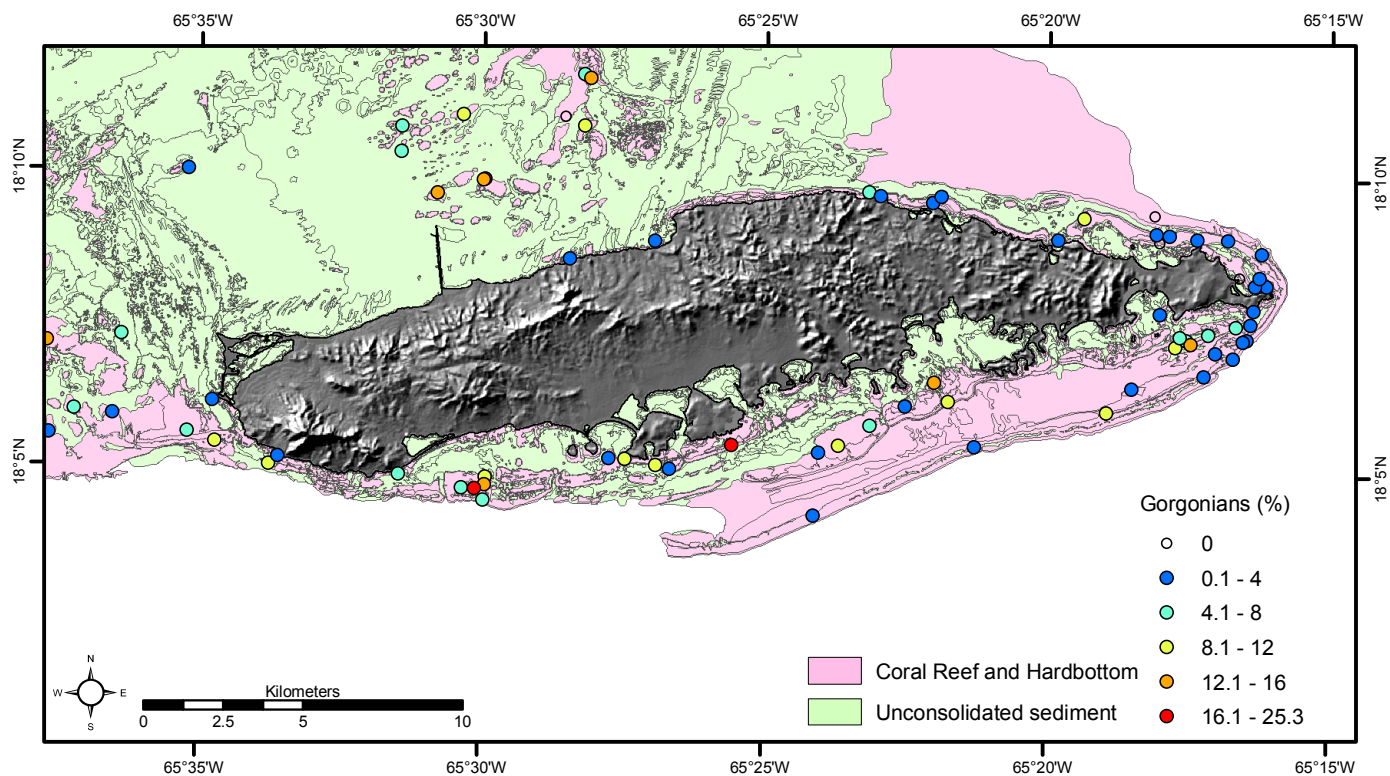 65°35'W 65°30'W 65°25'W 65°20'W 65°15'W
18°10'N
18°10'N
18°5'N
18°5'N
Gorgonians (%)
0
0.1 - 4
4.1 - 8
8.1 - 12
12.1 - 16
16.1 - 25.3
Coral Reef and Hardbottom
Unconsolidated sediment
N
W E
S
Kilometers
0 2.5 5 10
65°35'W 65°30'W 65°25'W 65°20'W 65°15'W